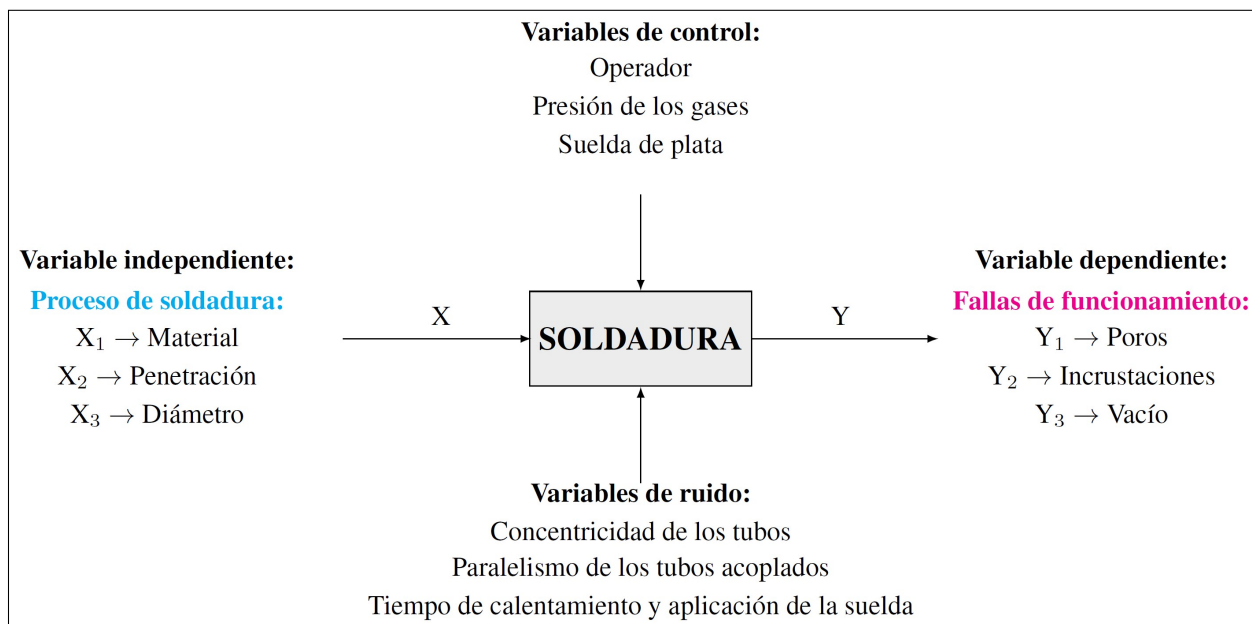 Variables de control:
Operador
Presión de los gases
Suelda de plata
Variable independiente:
Proceso de soldadura:
X₁ → Material
X₂ → Penetración
X₃ → Diámetro
X
SOLDADURA
Y
Variable dependiente:
Fallas de funcionamiento:
Y₁ → Poros
Y₂ → Incrustaciones
Y₃ → Vacío
Variables de ruido:
Concentricidad de los tubos
Paralelismo de los tubos acoplados
Tiempo de calentamiento y aplicación de la suelda